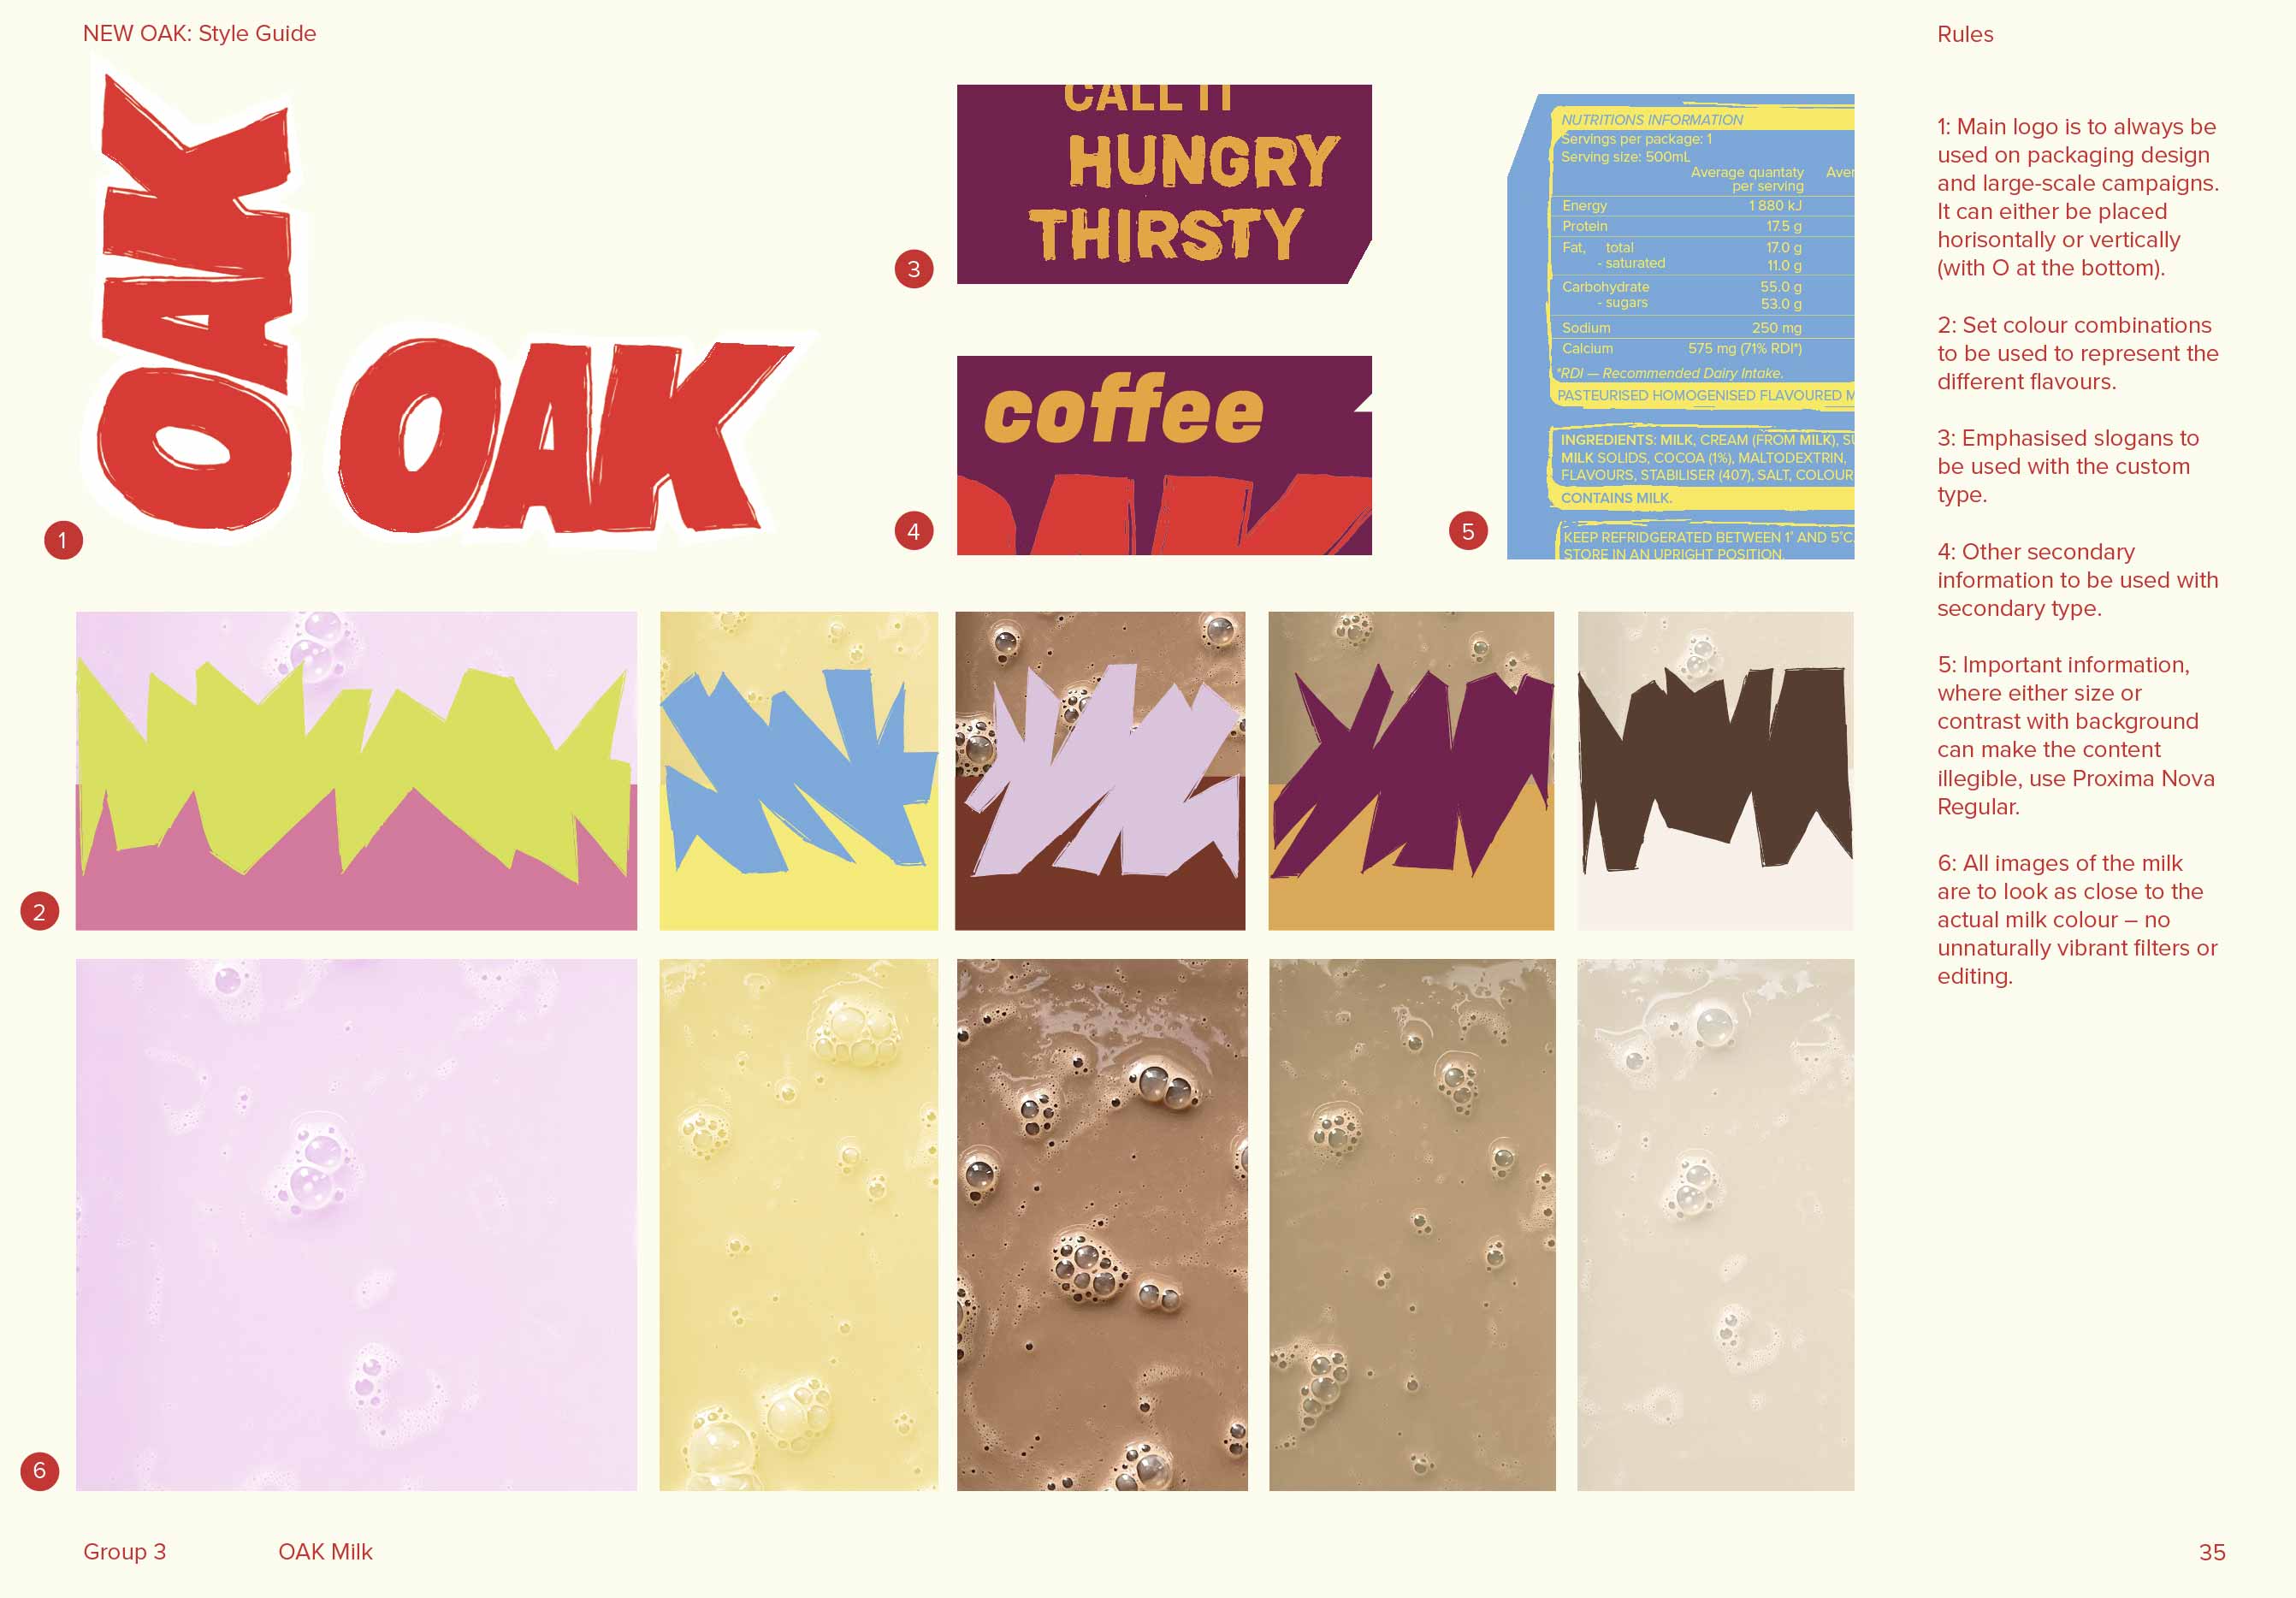 NEW OAK: Style Guide
Rules
OAK
OAK
1
CALL IT
HUNGRY
THIRSTY
3
coffee
OAK
4
NUTRITIONS INFORMATION
Servings per package: 1
Serving size: 500mL
Average quantaty Aver
per serving
Energy 1 880 kJ
Protein 17.5 g
Fat, total 17.0 g
- saturated 11.0 g
Carbohydrate 55.0 g
- sugars 53.0 g
Sodium 250 mg
Calcium 575 mg (71% RDI*)
*RDI — Recommended Dairy Intake.
PASTEURISED HOMOGENISED FLAVOURED M
INGREDIENTS: MILK, CREAM (FROM MILK), SU
MILK SOLIDS, COCOA (1%), MALTODEXTRIN,
FLAVOURS, STABILISER (407), SALT, COLOUR
CONTAINS MILK.
KEEP REFRIDGERATED BETWEEN 1˚ AND 5˚C.
STORE IN AN UPRIGHT POSITION.
5
2
6
1: Main logo is to always be
used on packaging design
and large-scale campaigns.
It can either be placed
horisontally or vertically
(with O at the bottom).
2: Set colour combinations
to be used to represent the
different flavours.
3: Emphasised slogans to
be used with the custom
type.
4: Other secondary
information to be used with
secondary type.
5: Important information,
where either size or
contrast with background
can make the content
illegible, use Proxima Nova
Regular.
6: All images of the milk
are to look as close to the
actual milk colour – no
unnaturally vibrant filters or
editing.
Group 3
OAK Milk
35